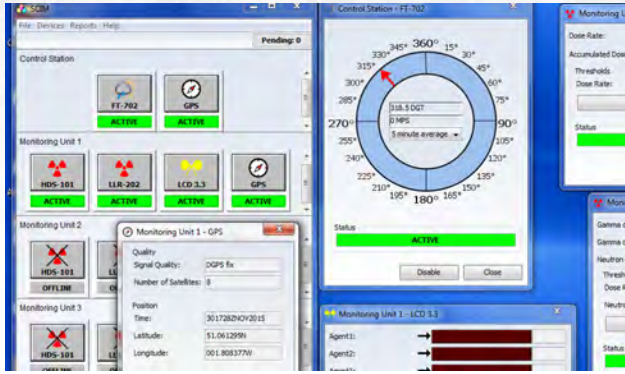 SCIM
File Devices Reports Help
Pending: 0
Control Station
FT-702
GPS
ACTIVE
ACTIVE
Monitoring Unit 1
HDS-101
LLR-202
LCD 3.3
GPS
ACTIVE
ACTIVE
ACTIVE
ACTIVE
Monitoring Unit 2
HDS-101
OFFLINE
Monitoring Unit 3
HDS-101
Monitoring Unit 1 - GPS
Quality
Signal Quality: DGPS fix
Number of Satellites: 8
Position
Time: 301728ZNOV2015
Latitude: 51.061295N
Longitude: 001.808377W
Control Station - FT-702
360°
15°
30°
45°
60°
75°
90°
105°
120°
135°
150°
165°
180°
195°
210°
225°
240°
255°
270°
285°
300°
315°
330°
345°
318.5 DGT
0 MPS
5 minute average
Status
ACTIVE
Disable Close
Monitoring Unit 1 - LCD 3.3
Agent1:
Agent2:
Monitoring
Dose Rate:
Accumulated
Thresholds
Dose Rate:
Status
Gamma
Gamma
Neutron
Dose
Status